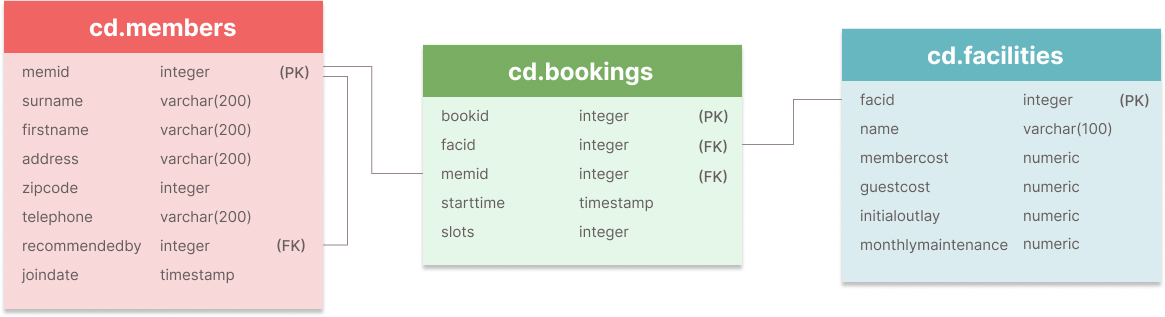 cd.members
memid integer (PK)
surname varchar(200)
firstname varchar(200)
address varchar(200)
zipcode integer
telephone varchar(200)
recommendedby integer (FK)
joindate timestamp
cd.bookings
bookid integer (PK)
facid integer (FK)
memid integer (FK)
starttime timestamp
slots integer
cd.facilities
facid integer (PK)
name varchar(100)
membercost numeric
guestcost numeric
initialoutlay numeric
monthlymaintenance numeric